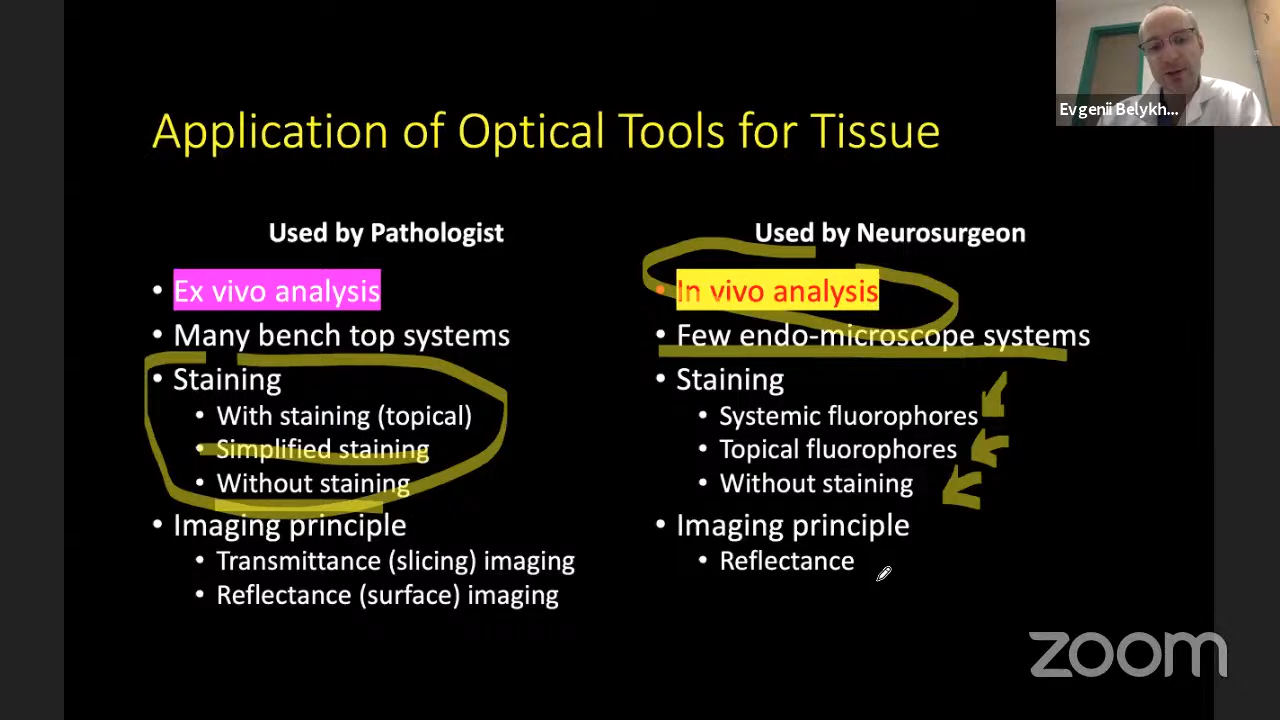 Evgenii Belykh...
Application of Optical Tools for Tissue
Used by Pathologist
• Ex vivo analysis
• Many bench top systems
• Staining
• With staining (topical)
• Simplified staining
• Without staining
• Imaging principle
• Transmittance (slicing) imaging
• Reflectance (surface) imaging
Used by Neurosurgeon
• In vivo analysis
• Few endo-microscope systems
• Staining
• Systemic fluorophores
• Topical fluorophores
• Without staining
• Imaging principle
• Reflectance
zoom